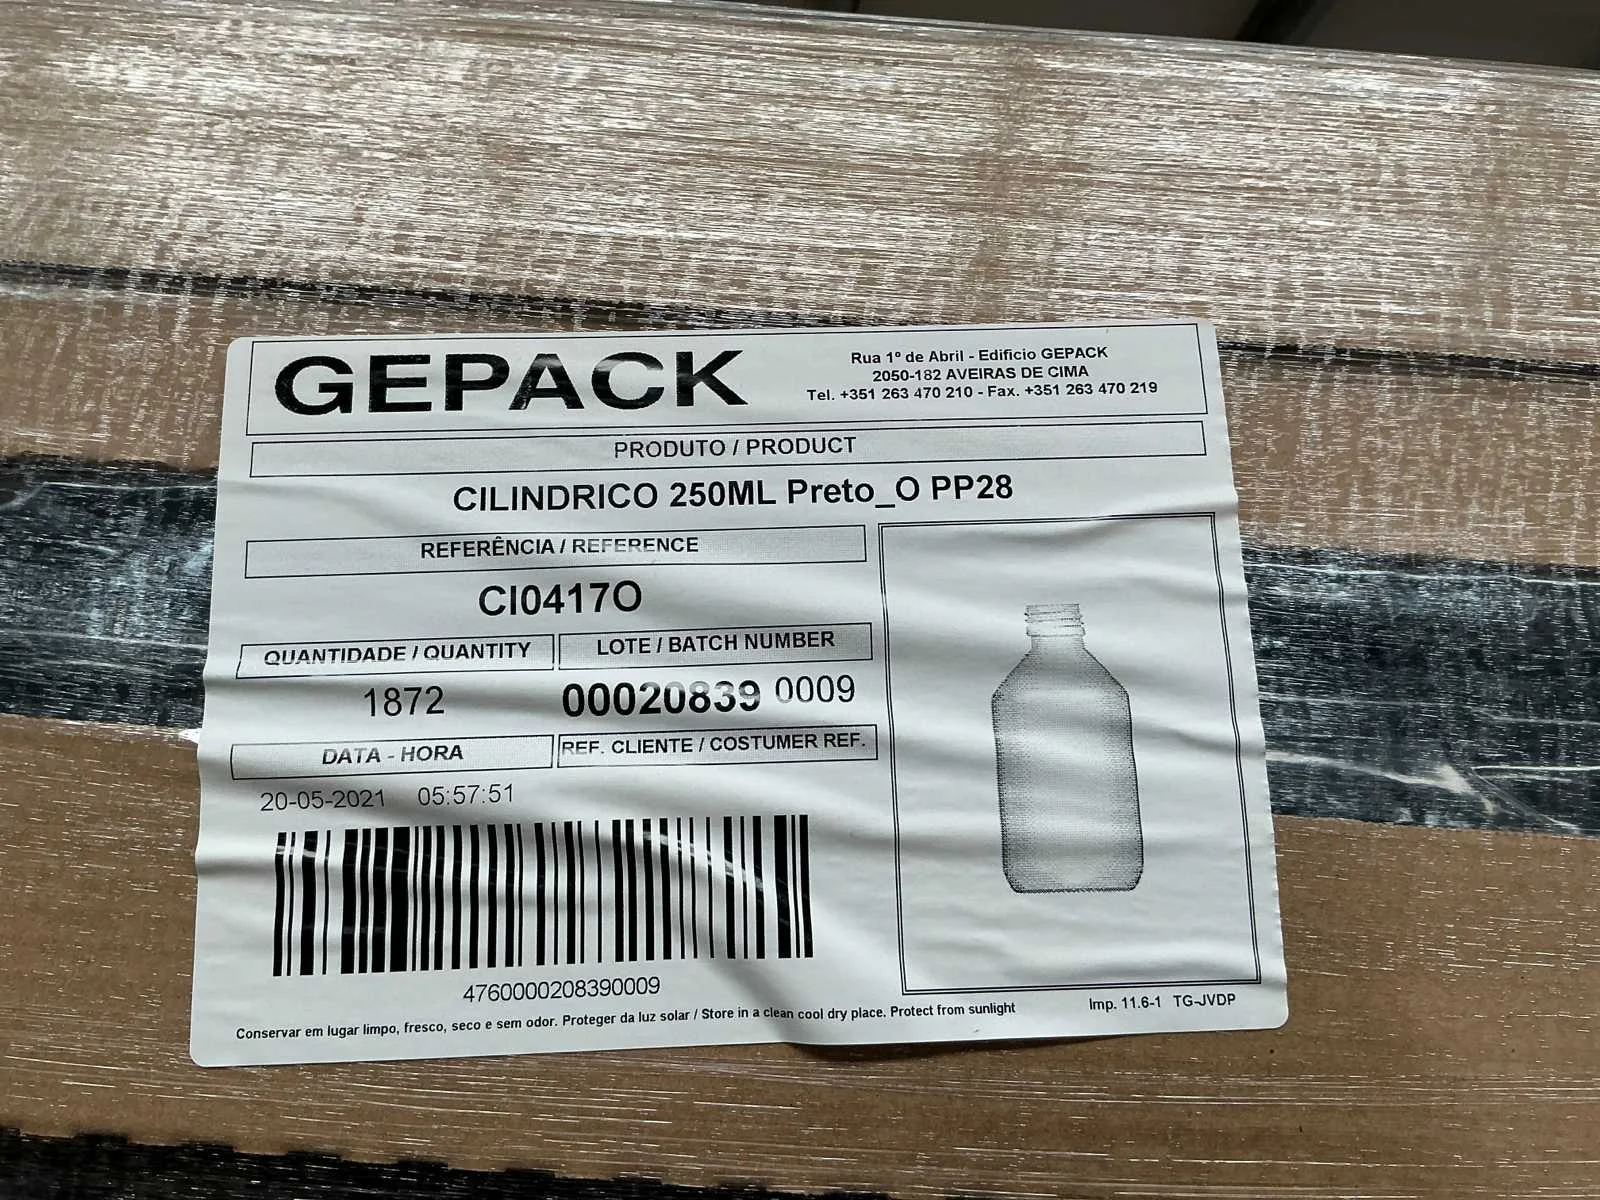 GEPACK
Rua 1º de Abril - Edificio GEPACK
2050-182 AVEIRAS DE CIMA
Tel. +351 263 470 210 - Fax. +351 263 470 219
PRODUTO / PRODUCT
CILINDRICO 250ML Preto_O PP28
REFERÊNCIA / REFERENCE
CI0417O
QUANTIDADE / QUANTITY
1872
LOTE / BATCH NUMBER
00020839 0009
DATA - HORA
20-05-2021 05:57:51
REF. CLIENTE / COSTUMER REF.
4760000208390009
Conservar em lugar limpo, fresco, seco e sem odor. Proteger da luz solar / Store in a clean cool dry place. Protect from sunlight
Imp. 11.6-1 TG-JVDP